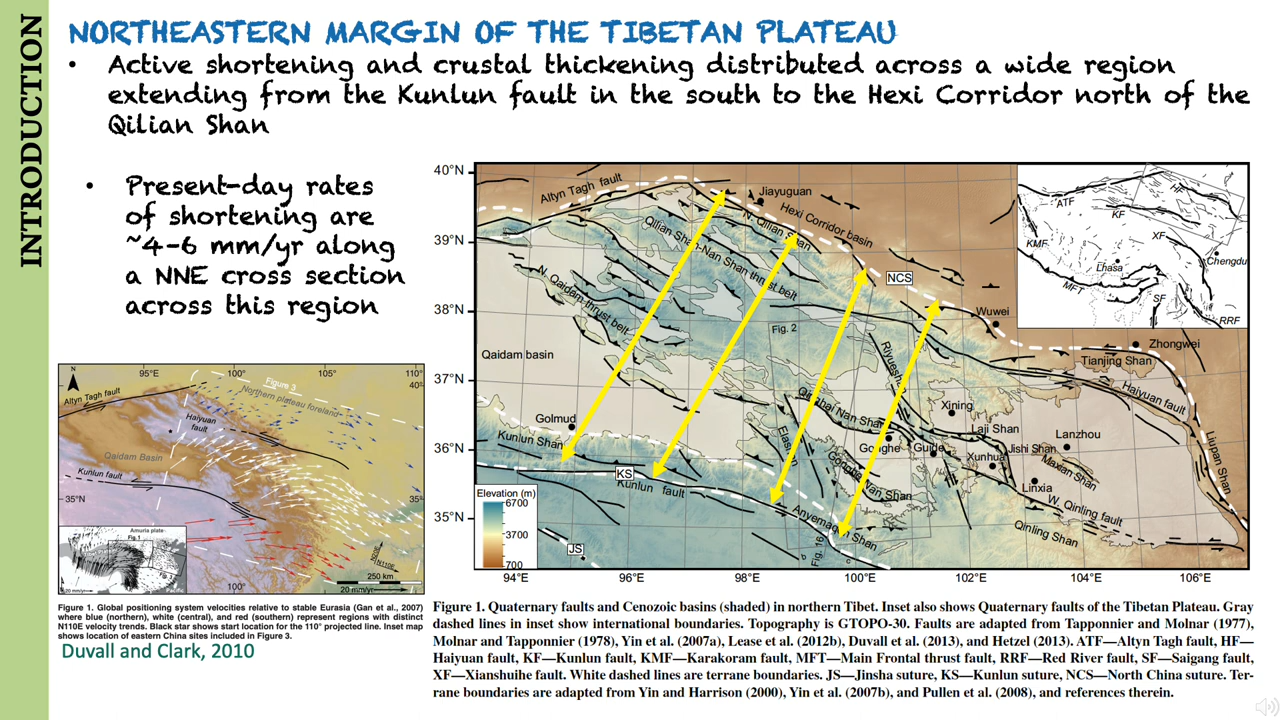 INTRODUCTION
NORTHEASTERN MARGIN OF THE TIBETAN PLATEAU
• Active shortening and crustal thickening distributed across a wide region
extending from the Kunlun fault in the south to the Hexi Corridor north of the
Qilian Shan
• Present-day rates
of shortening are
~4-6 mm/yr along
a NNE cross section
across this region
N
95°E
100°
105°
110°
40°
Figure 3
Northern plateau foreland
Altyn Tagh fault
Haiyuan
fault
Qaidam Basin
Kunlun fault
35°N
35°
Amuria plate
Fig.1
100°
N20E
N110E
250 km
20 mm/yr
Figure 1. Global positioning system velocities relative to stable Eurasia (Gan et al., 2007)
where blue (northern), white (central), and red (southern) represent regions with distinct
N110E velocity trends. Black star shows start location for the 110° projected line. Inset map
shows location of eastern China sites included in Figure 3.
Duvall and Clark, 2010
40°N
39°N
38°N
37°N
36°N
35°N
94°E
96°E
98°E
100°E
102°E
104°E
106°E
Altyn Tagh fault
Jiayuguan
Hexi Corridor basin
N. Qilian Shan
Qilian Shan-Nan Shan thrust belt
N. Qaidam thrust belt
NCS
Wuwei
Fig. 2
Zhongwei
Tianjing Shan
Qaidam basin
Haiyuan fault
Qinghai Nan Shan
Xining
Golmud
Laji Shan
Lanzhou
Kunlun Shan
Gonghe
Guide
Jishi Shan
Xunhua
Maxian Shan
Liupan Shan
KS
Kunlun fault
Gonghe Nan Shan
Linxia
W. Qinling fault
Qinling Shan
Anyemaqen Shan
Fig. 16
JS
Elevation (m)
6700
3700
700
ATF
HF
KF
XF
KMF
Lhasa
Chengdu
MFT
SF
RRF
Figure 1. Quaternary faults and Cenozoic basins (shaded) in northern Tibet. Inset also shows Quaternary faults of the Tibetan Plateau. Gray
dashed lines in inset show international boundaries. Topography is GTOPO-30. Faults are adapted from Tapponnier and Molnar (1977),
Molnar and Tapponnier (1978), Yin et al. (2007a), Lease et al. (2012b), Duvall et al. (2013), and Hetzel (2013). ATF—Altyn Tagh fault, HF—
Haiyuan fault, KF—Kunlun fault, KMF—Karakoram fault, MFT—Main Frontal thrust fault, RRF—Red River fault, SF—Saigang fault,
XF—Xianshuihe fault. White dashed lines are terrane boundaries. JS—Jinsha suture, KS—Kunlun suture, NCS—North China suture. Ter-
rane boundaries are adapted from Yin and Harrison (2000), Yin et al. (2007b), and Pullen et al. (2008), and references therein.